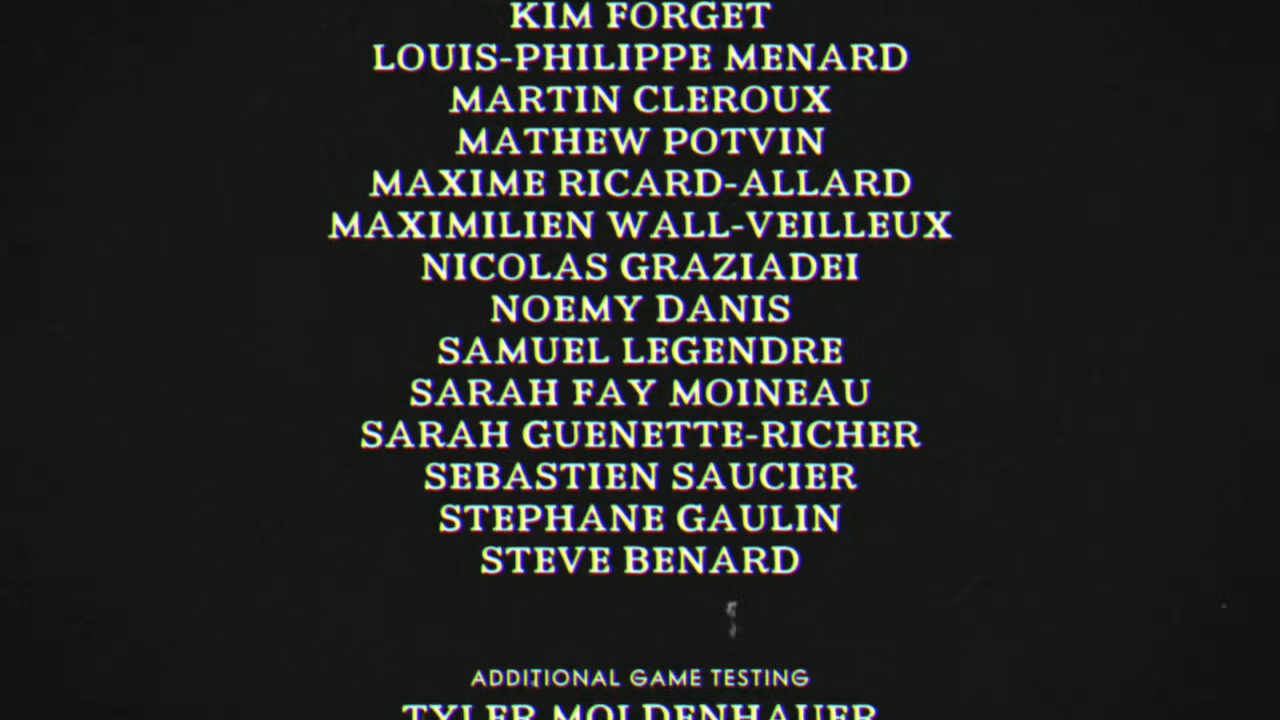 KIM FORGET
LOUIS-PHILIPPE MENARD
MARTIN CLEROUX
MATHEW POTVIN
MAXIME RICARD-ALLARD
MAXIMILIEN WALL-VEILLEUX
NICOLAS GRAZIADEI
NOEMY DANIS
SAMUEL LEGENDRE
SARAH FAY MOINEAU
SARAH GUENETTE-RICHER
SEBASTIEN SAUCIER
STEPHANE GAULIN
STEVE BENARD
ADDITIONAL GAME TESTING
TYLER MOLDENHAUER